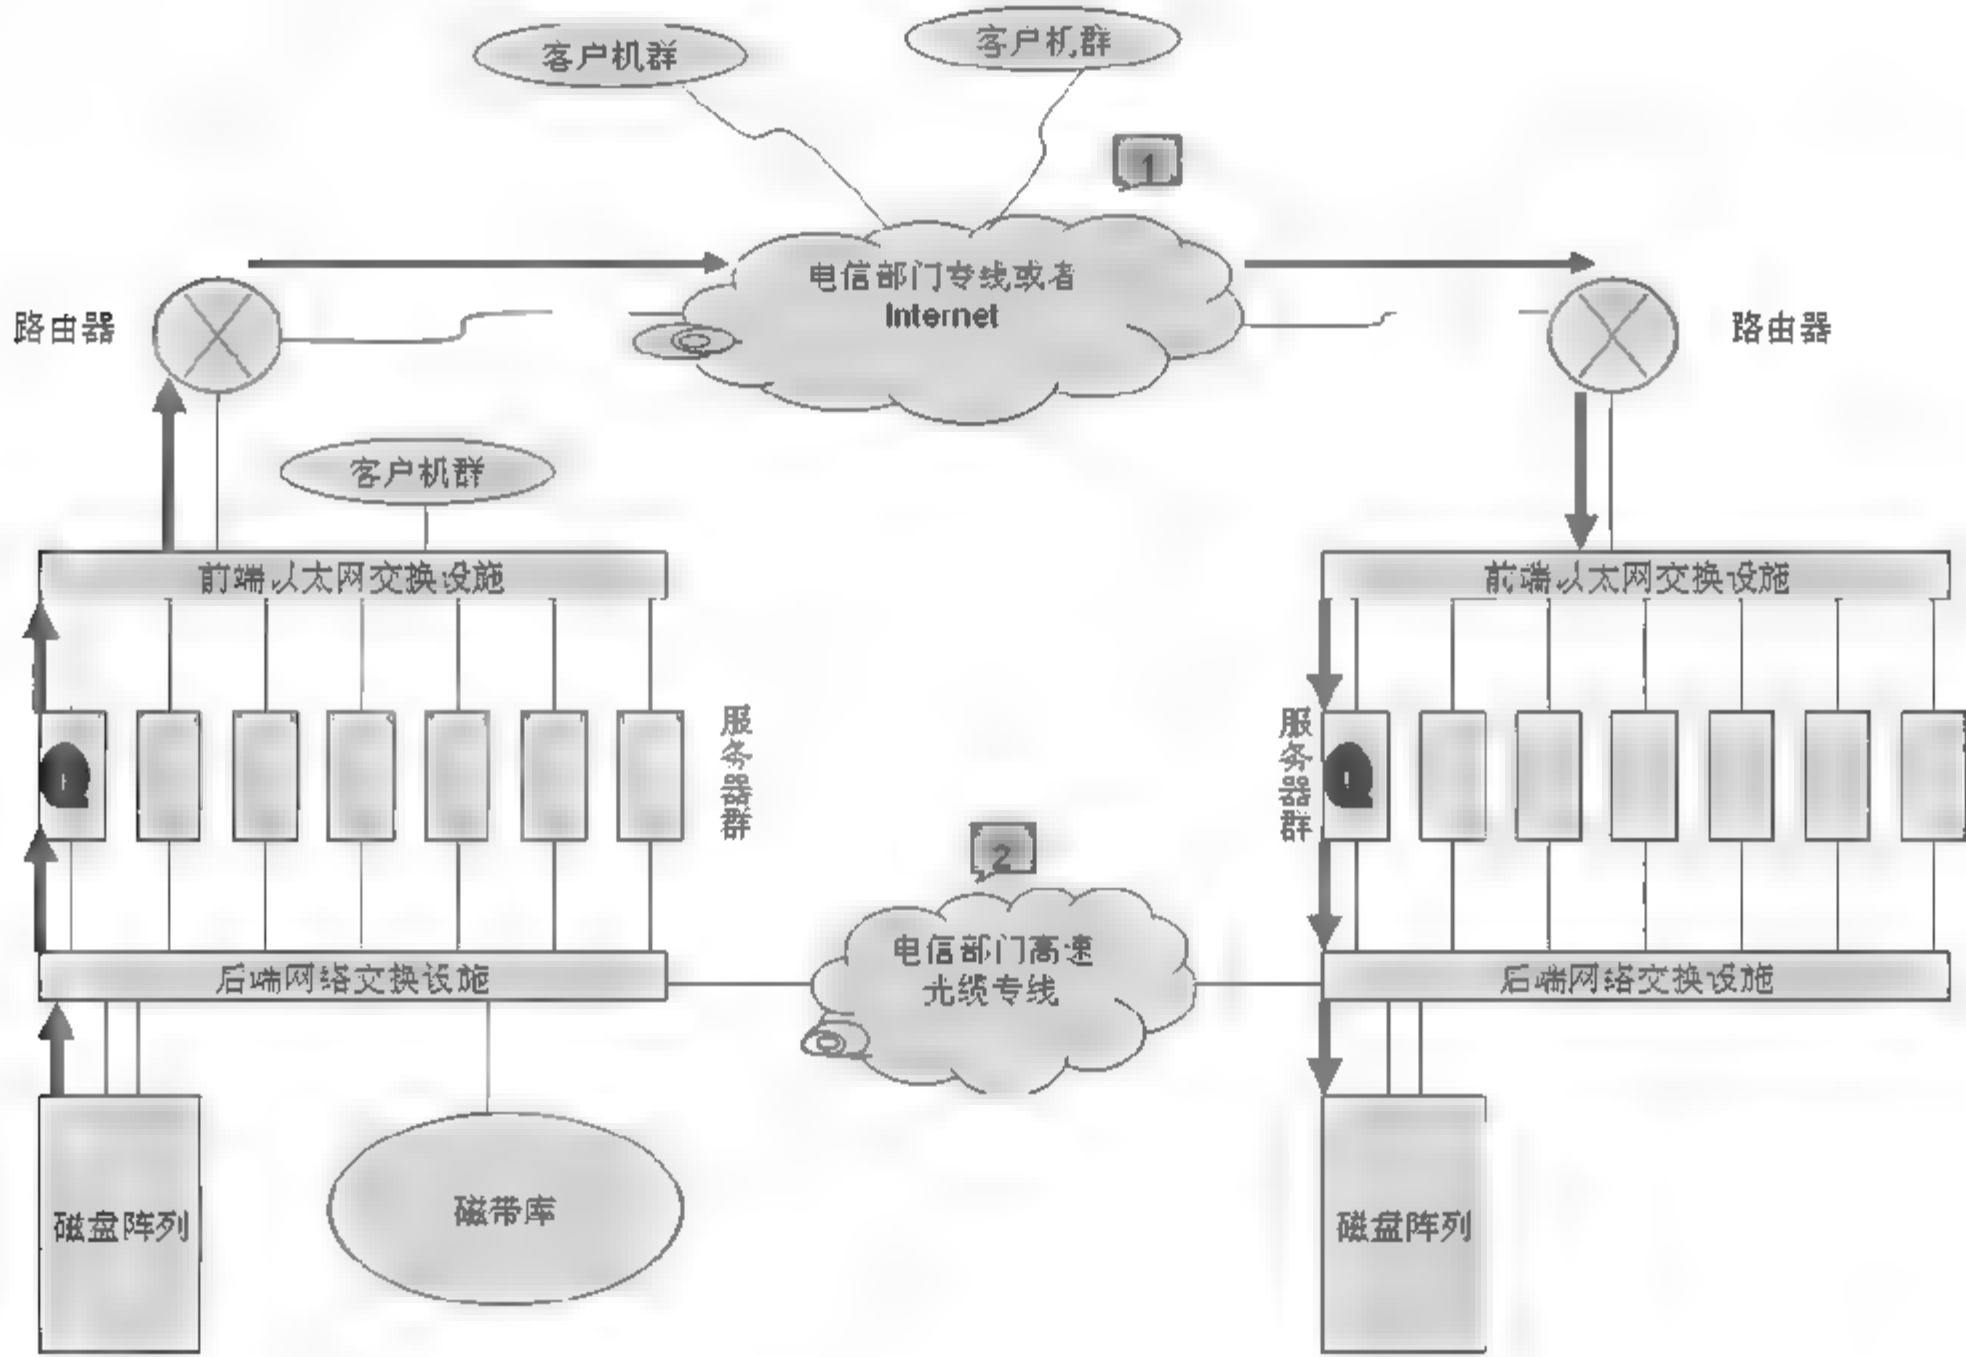 客户机群
客户机群
1
电信部门专线或者
Internet
路由器
路由器
客户机群
前端以太网交换设施
前端以太网交换设施
服务器群
服务器群
2
电信部门高速
光缆专线
后端网络交换设施
后端网络交换设施
磁盘阵列
磁带库
磁盘阵列